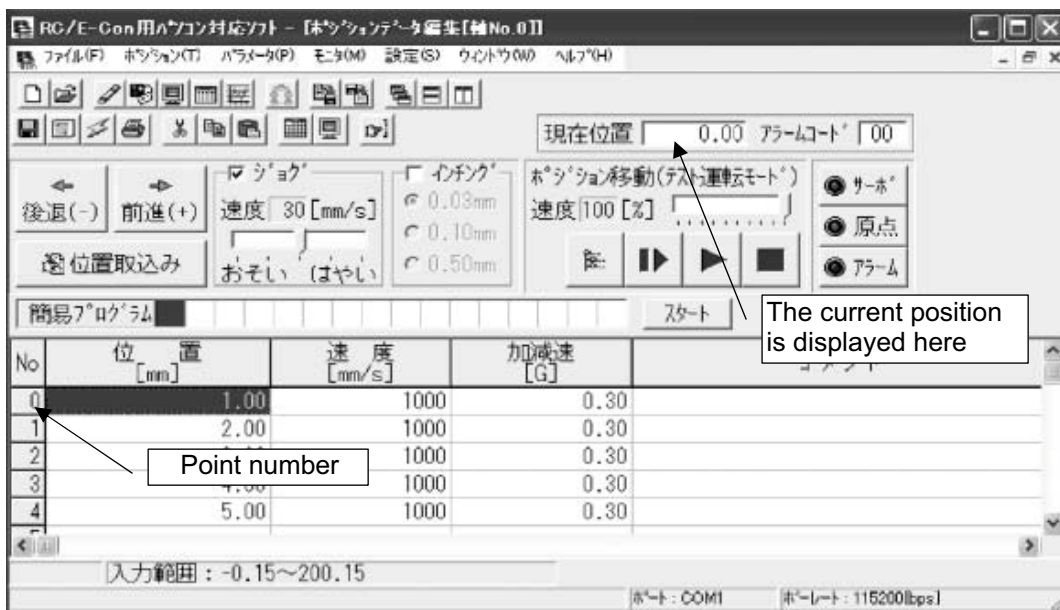 RC/E-Con用パソコン対応ソフト - [ポジションデータ編集[軸No.0]]
ファイル(F) ポジション(T) パラメータ(P) モニタ(M) 設定(S) ウィンドウ(W) ヘルプ(H)
現在位置 0.00 アラームコード 00
後退(-) 前進(+)
位置取込み
ジョグ
速度 30 [mm/s]
おそい はやい
インチング
0.03mm
0.10mm
0.50mm
ポジション移動(テスト運転モード)
速度 100 [%]
サーボ
原点
アラーム
簡易プログラム スタート
The current position
is displayed here
No 位 置 [mm] 速 度 [mm/s] 加減速 [G]
0 1.00 1000 0.30
1 2.00 1000 0.30
2 1000 0.30
Point number
3 4.00 1000 0.30
4 5.00 1000 0.30
入力範囲 : -0.15～200.15
ポート : COM1 ボーレート : 115200[bps]